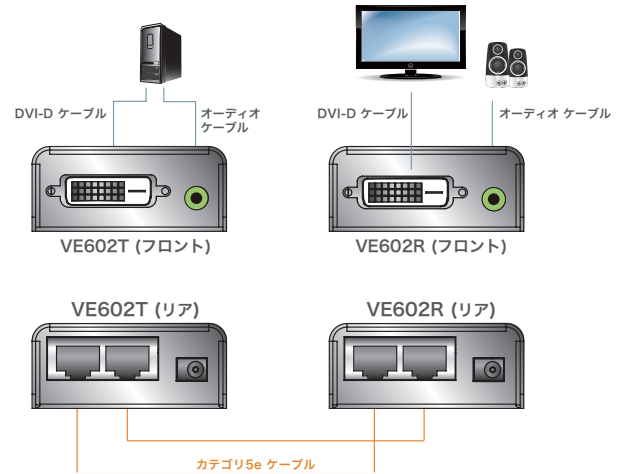 DVI-D ケーブル
オーディオ
ケーブル
DVI-D ケーブル
オーディオ ケーブル
VE602T (フロント)
VE602R (フロント)
VE602T (リア)
VE602R (リア)
カテゴリ5e ケーブル